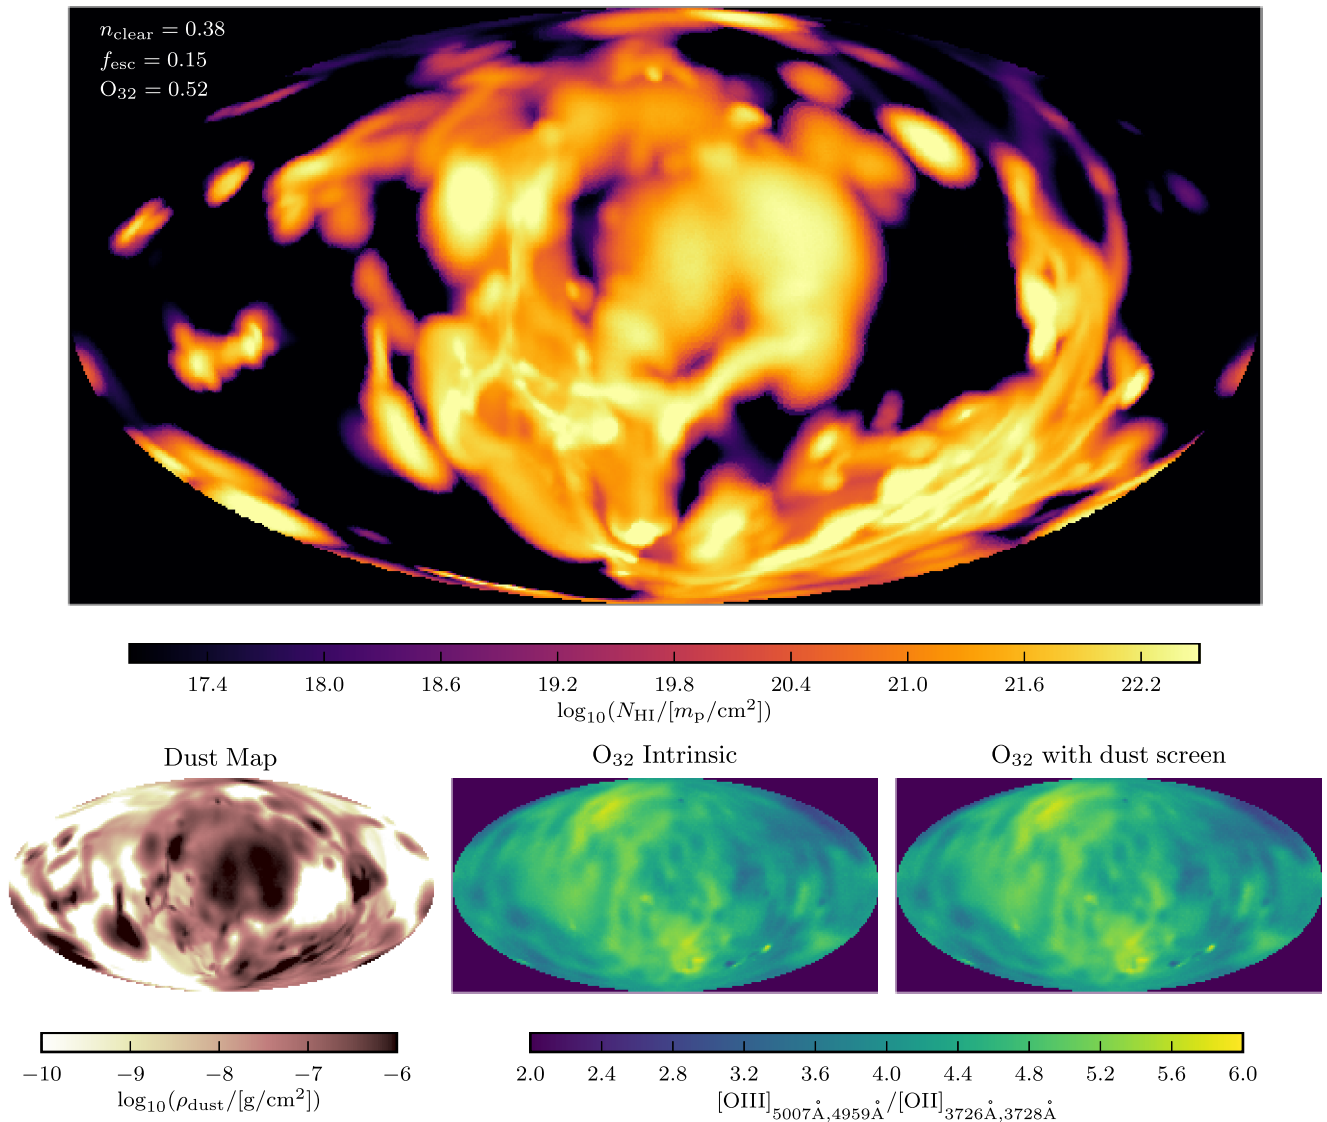 n_clear = 0.38
f_esc = 0.15
O_32 = 0.52
17.4 18.0 18.6 19.2 19.8 20.4 21.0 21.6 22.2
log_10(N_HI/[m_p/cm^2])
Dust Map
O_32 Intrinsic
O_32 with dust screen
−10 −9 −8 −7 −6
log_10(ρ_dust/[g/cm^2])
2.0 2.4 2.8 3.2 3.6 4.0 4.4 4.8 5.2 5.6 6.0
[OIII]_5007Å,4959Å/[OII]_3726Å,3728Å